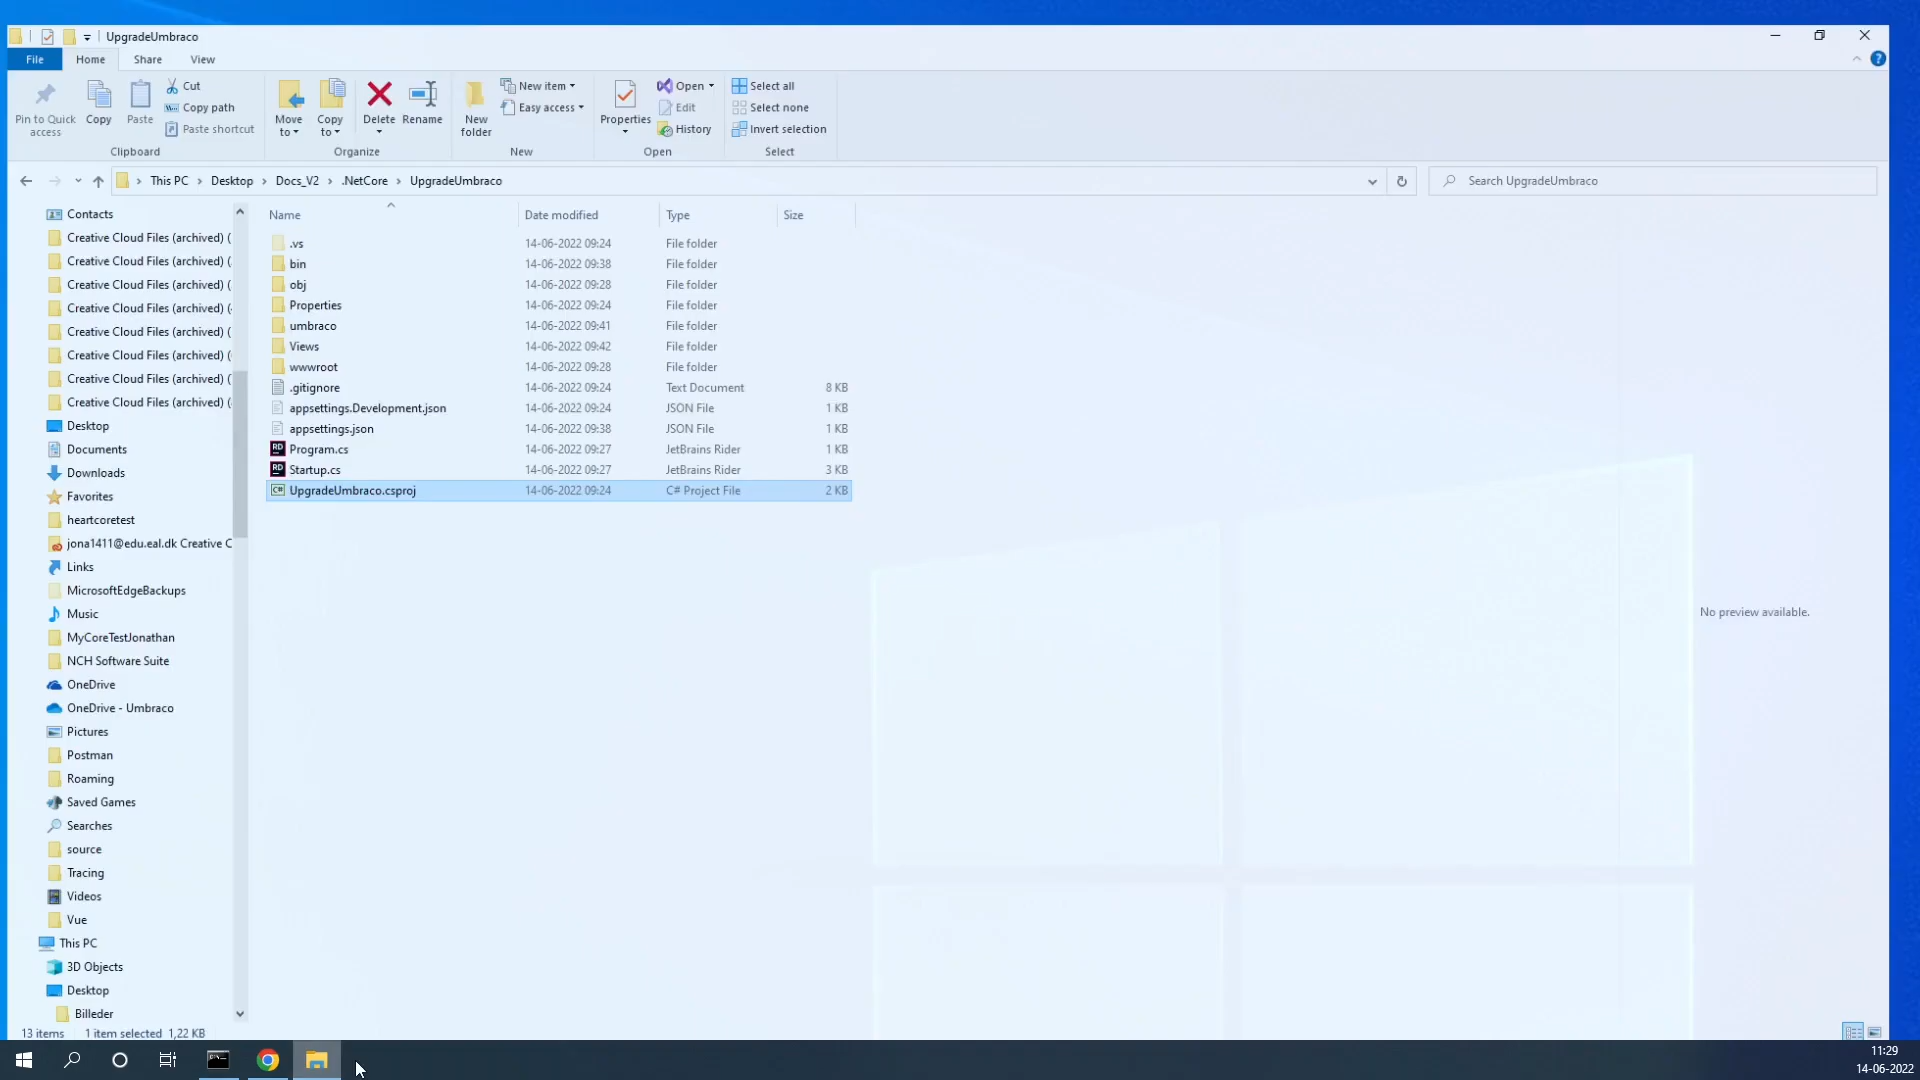 UpgradeUmbraco
File Home Share View
Pin to Quick access
Copy
Paste
Cut
Copy path
Paste shortcut
Clipboard
Move to
Copy to
Delete
Rename
Organize
New folder
New item
Easy access
New
Properties
Open
Edit
History
Open
Select all
Select none
Invert selection
Select
This PC > Desktop > Docs_V2 > .NetCore > UpgradeUmbraco
Search UpgradeUmbraco
Contacts
Creative Cloud Files (archived) (
Creative Cloud Files (archived) (
Creative Cloud Files (archived) (
Creative Cloud Files (archived) (
Creative Cloud Files (archived) (
Creative Cloud Files (archived) (
Creative Cloud Files (archived) (
Creative Cloud Files (archived) (
Desktop
Documents
Downloads
Favorites
heartcoretest
jona1411@edu.eal.dk Creative C
Links
MicrosoftEdgeBackups
Music
MyCoreTestJonathan
NCH Software Suite
OneDrive
OneDrive - Umbraco
Pictures
Postman
Roaming
Saved Games
Searches
source
Tracing
Videos
Vue
This PC
3D Objects
Desktop
Billeder
Name Date modified Type Size
.vs 14-06-2022 09:24 File folder
bin 14-06-2022 09:38 File folder
obj 14-06-2022 09:28 File folder
Properties 14-06-2022 09:24 File folder
umbraco 14-06-2022 09:41 File folder
Views 14-06-2022 09:42 File folder
wwwroot 14-06-2022 09:28 File folder
.gitignore 14-06-2022 09:24 Text Document 8 KB
appsettings.Development.json 14-06-2022 09:24 JSON File 1 KB
appsettings.json 14-06-2022 09:38 JSON File 1 KB
Program.cs 14-06-2022 09:27 JetBrains Rider 1 KB
Startup.cs 14-06-2022 09:27 JetBrains Rider 3 KB
UpgradeUmbraco.csproj 14-06-2022 09:24 C# Project File 2 KB
No preview available.
13 items 1 item selected 1,22 KB
11:29
14-06-2022